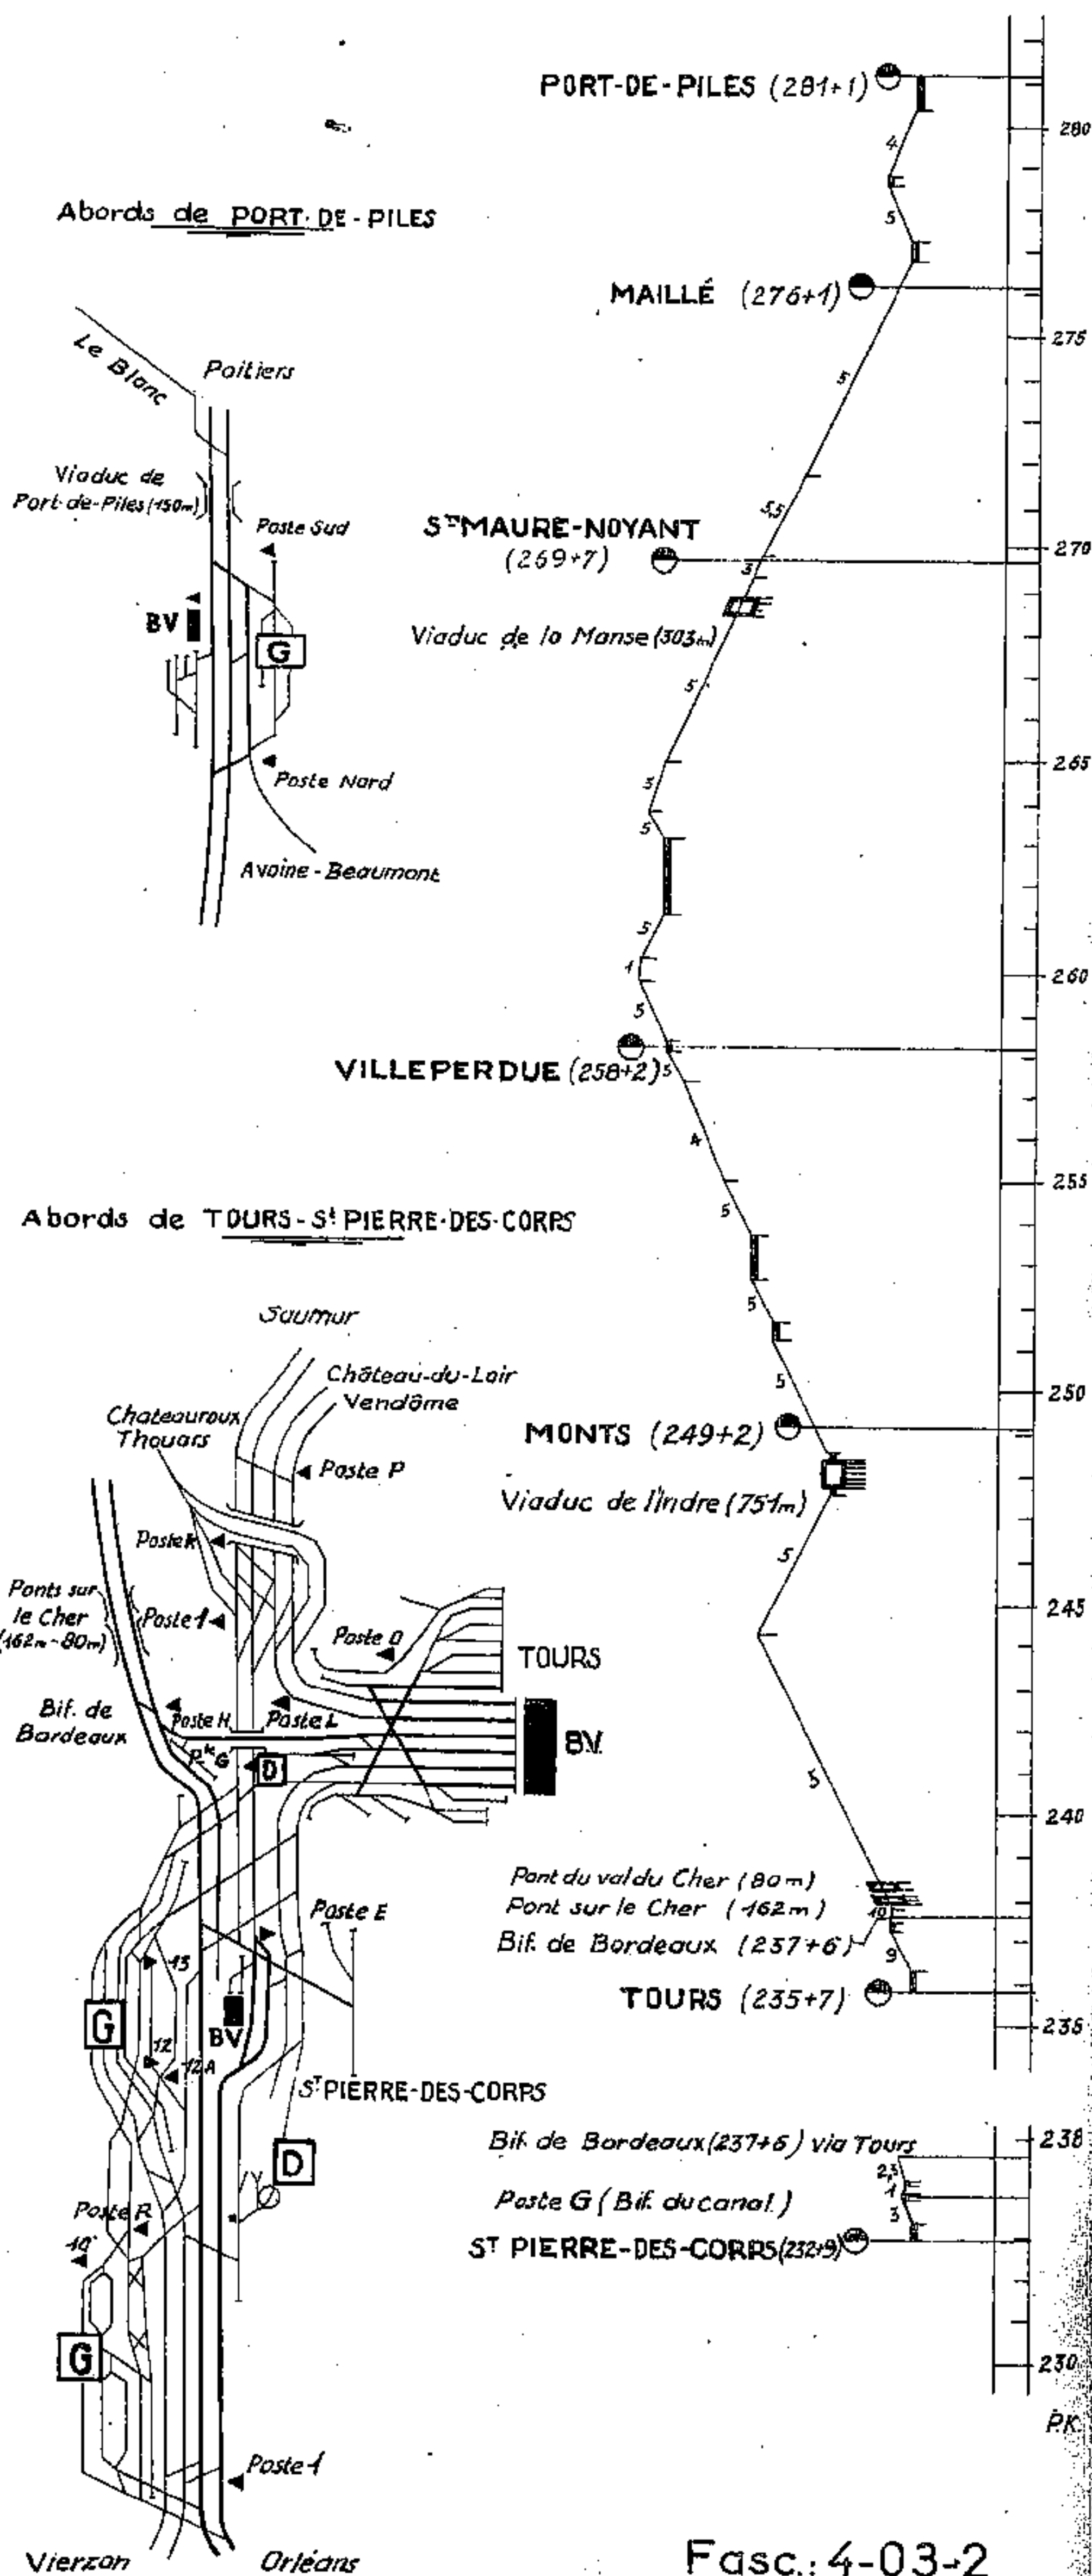 PORT-DE-PILES (281+1)
280
4
5
Abords de PORT-DE-PILES
MAILLÉ (276+1)
275
Le Blanc
Poitiers
5
Viaduc de
Port-de-Piles (150m)
Poste Sud
3,5
ST MAURE-NOYANT
(269+7)
270
3
BV
G
Viaduc de la Manse (303m)
5
265
Poste Nord
3
5
Avoine-Beaumont
5
1
260
5
VILLEPERDUE (258+2)
5
4
255
5
Abords de TOURS-St PIERRE-DES-CORPS
5
5
250
Saumur
Château-du-Loir
Vendôme
Chateauroux
Thouars
MONTS (249+2)
Poste P
Viaduc de l'Indre (751m)
Poste K
5
Ponts sur
le Cher
(162m-80m)
Poste 1
245
Poste O
TOURS
Bif. de
Bordeaux
Poste H
Poste L
BV.
Pte G
D
5
240
Pont du val du Cher (80m)
Pont sur le Cher (162m)
10
Bif. de Bordeaux (237+6)
9
Poste E
13
TOURS (235+7)
G
BV
235
12
12A
ST PIERRE-DES-CORPS
D
Bif. de Bordeaux (237+6) via Tours
238
2,5
1
Poste G (Bif. du canal.)
3
Poste R
10
ST PIERRE-DES-CORPS (232+9)
G
230
P.K.
Poste 1
Vierzon
Orléans
Fasc.: 4-03-2